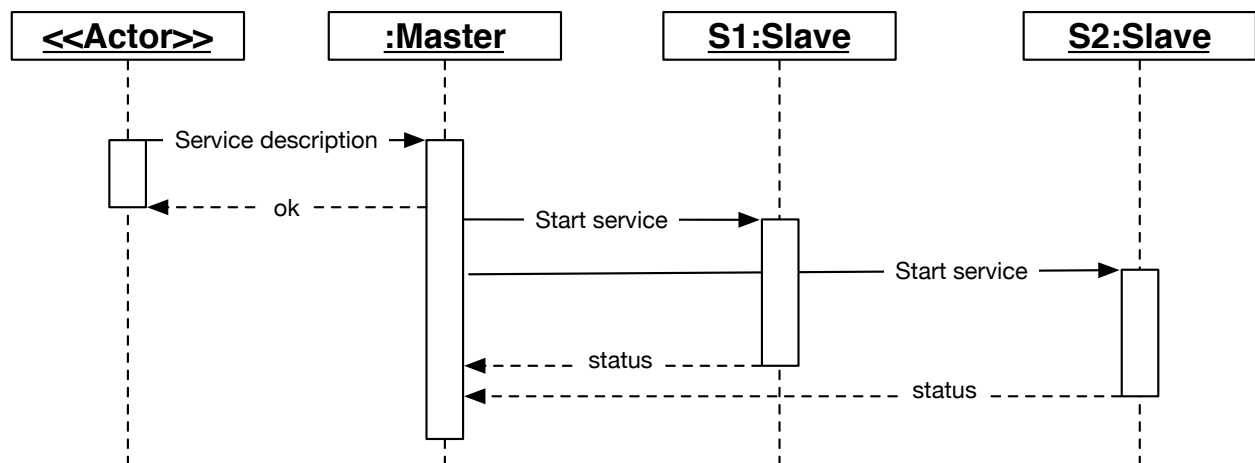 <<Actor>>
:Master
S1:Slave
S2:Slave
Service description
ok
Start service
Start service
status
status